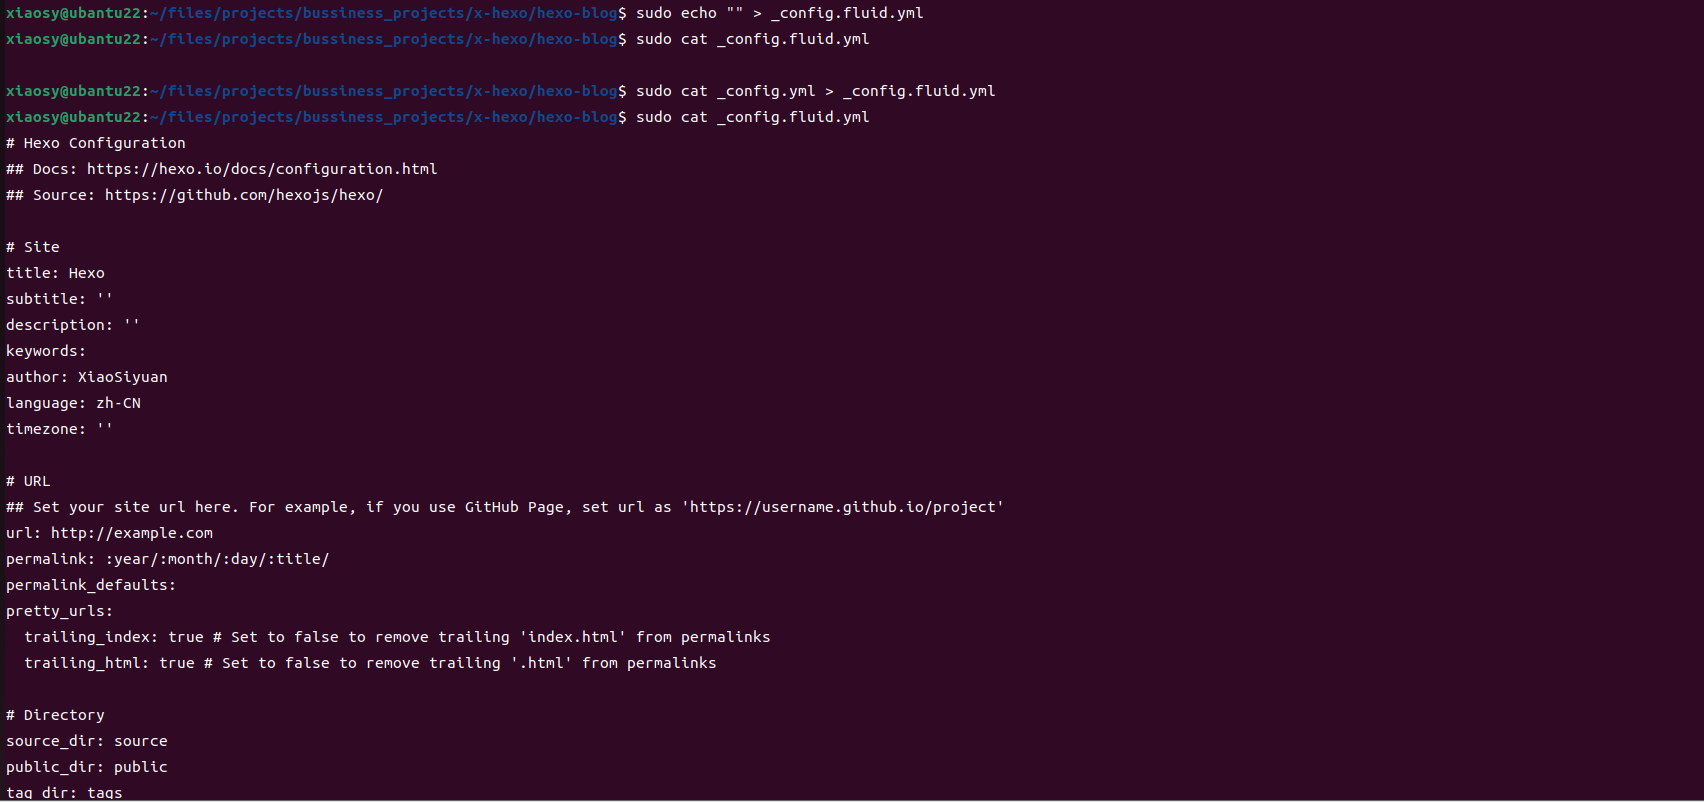 xiaosy@ubantu22:~/files/projects/bussiness_projects/x-hexo/hexo-blog$ sudo echo "" > _config.fluid.yml
xiaosy@ubantu22:~/files/projects/bussiness_projects/x-hexo/hexo-blog$ sudo cat _config.fluid.yml
xiaosy@ubantu22:~/files/projects/bussiness_projects/x-hexo/hexo-blog$ sudo cat _config.yml > _config.fluid.yml
xiaosy@ubantu22:~/files/projects/bussiness_projects/x-hexo/hexo-blog$ sudo cat _config.fluid.yml
# Hexo Configuration
## Docs: https://hexo.io/docs/configuration.html
## Source: https://github.com/hexojs/hexo/
# Site
title: Hexo
subtitle: ''
description: ''
keywords:
author: XiaoSiyuan
language: zh-CN
timezone: ''
# URL
## Set your site url here. For example, if you use GitHub Page, set url as 'https://username.github.io/project'
url: http://example.com
permalink: :year/:month/:day/:title/
permalink_defaults:
pretty_urls:
  trailing_index: true # Set to false to remove trailing 'index.html' from permalinks
  trailing_html: true # Set to false to remove trailing '.html' from permalinks
# Directory
source_dir: source
public_dir: public
tag_dir: tags